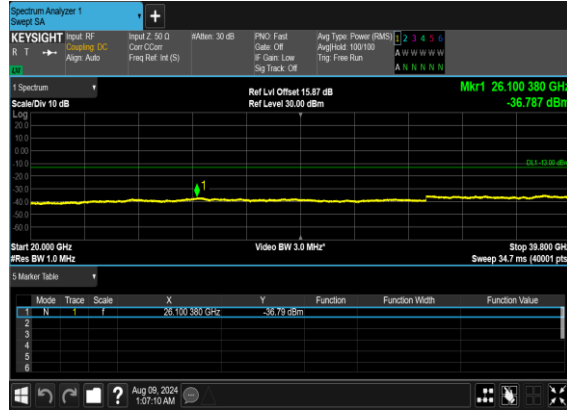 Spectrum Analyzer 1
Swept SA
+
KEYSIGHT Input: RF Input Z: 50 Ω #Atten: 30 dB PNO: Fast Avg Type: Power (RMS) 1 2 3 4 5 6
R T Coupling: DC Corr CCorr Gate: Off Avg|Hold: 100/100 A W W W W W
Align: Auto Freq Ref: Int (S) IF Gain: Low Trig: Free Run
LV Sig Track: Off A N N N N N
1 Spectrum Ref Lvl Offset 15.87 dB Mkr1 26.100 380 GHz
Scale/Div 10 dB Ref Level 30.00 dBm -36.787 dBm
Log
20.0
10.0
0.00
-10.0
DL1 -13.00 dBm
-20.0
-30.0
1
-40.0
-50.0
-60.0
Start 20.000 GHz Video BW 3.0 MHz* Stop 39.800 GHz
#Res BW 1.0 MHz Sweep 34.7 ms (40001 pts)
5 Marker Table
Mode Trace Scale X Y Function Function Width Function Value
1 N 1 f 26.100 380 GHz -36.79 dBm
2
3
4
5
6
? Aug 09, 2024
1:07:10 AM